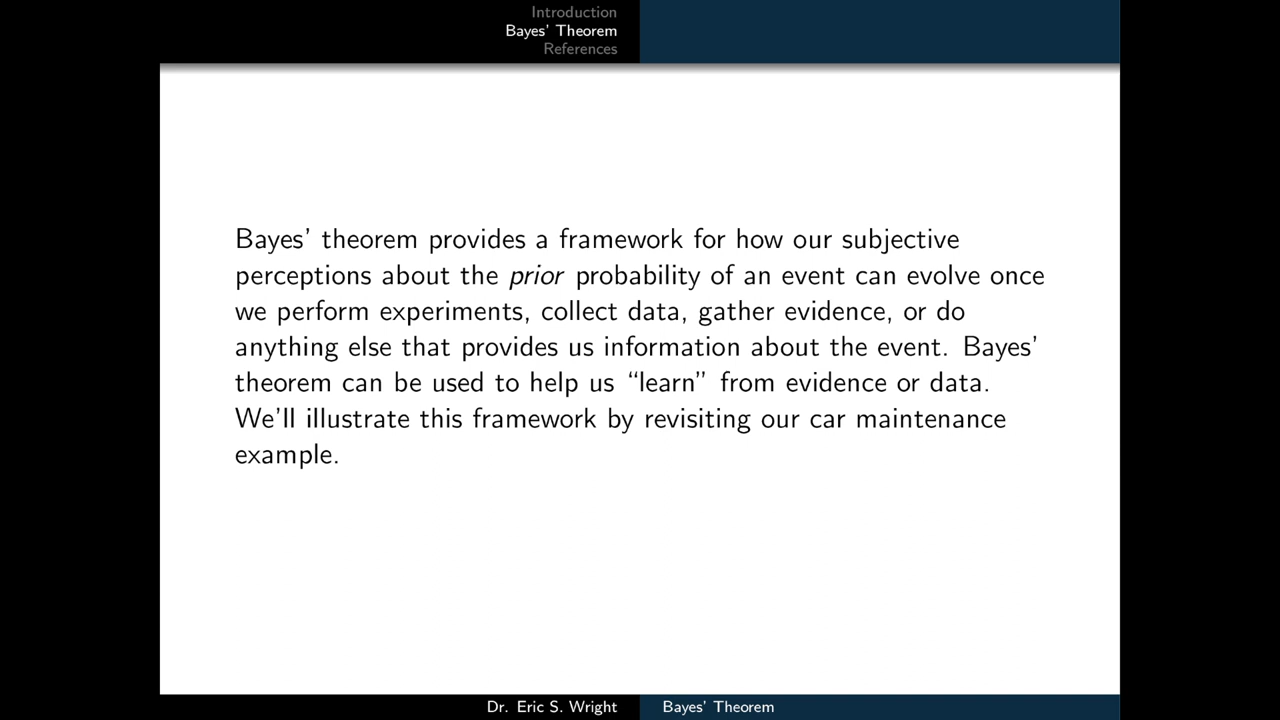 Introduction
Bayes’ Theorem
References
Bayes’ theorem provides a framework for how our subjective
perceptions about the prior probability of an event can evolve once
we perform experiments, collect data, gather evidence, or do
anything else that provides us information about the event. Bayes’
theorem can be used to help us “learn” from evidence or data.
We’ll illustrate this framework by revisiting our car maintenance
example.
Dr. Eric S. Wright
Bayes’ Theorem